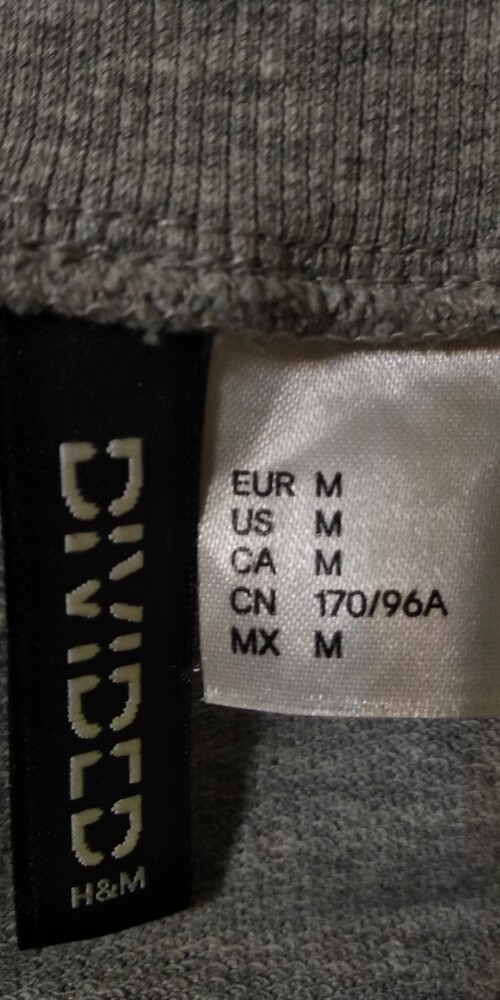 DIVIDED
H&M
EUR M
US M
CA M
CN 170/96A
MX M